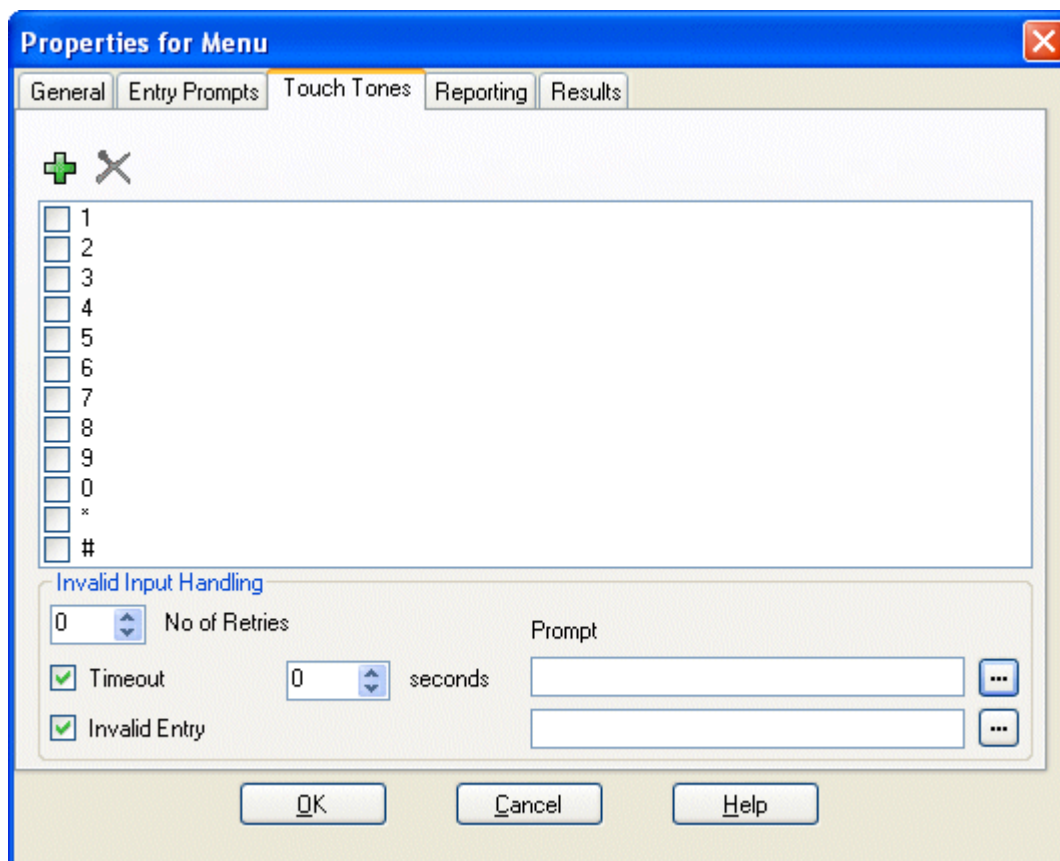 Properties for Menu
General Entry Prompts Touch Tones Reporting Results
1
2
3
4
5
6
7
8
9
0
*
#
Invalid Input Handling
0 No of Retries
Prompt
Timeout 0 seconds ...
Invalid Entry ...
OK Cancel Help